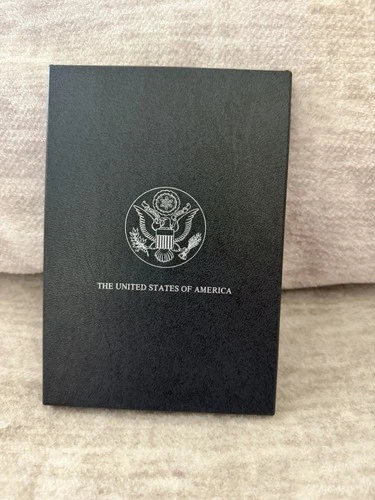 THE UNITED STATES OF AMERICA